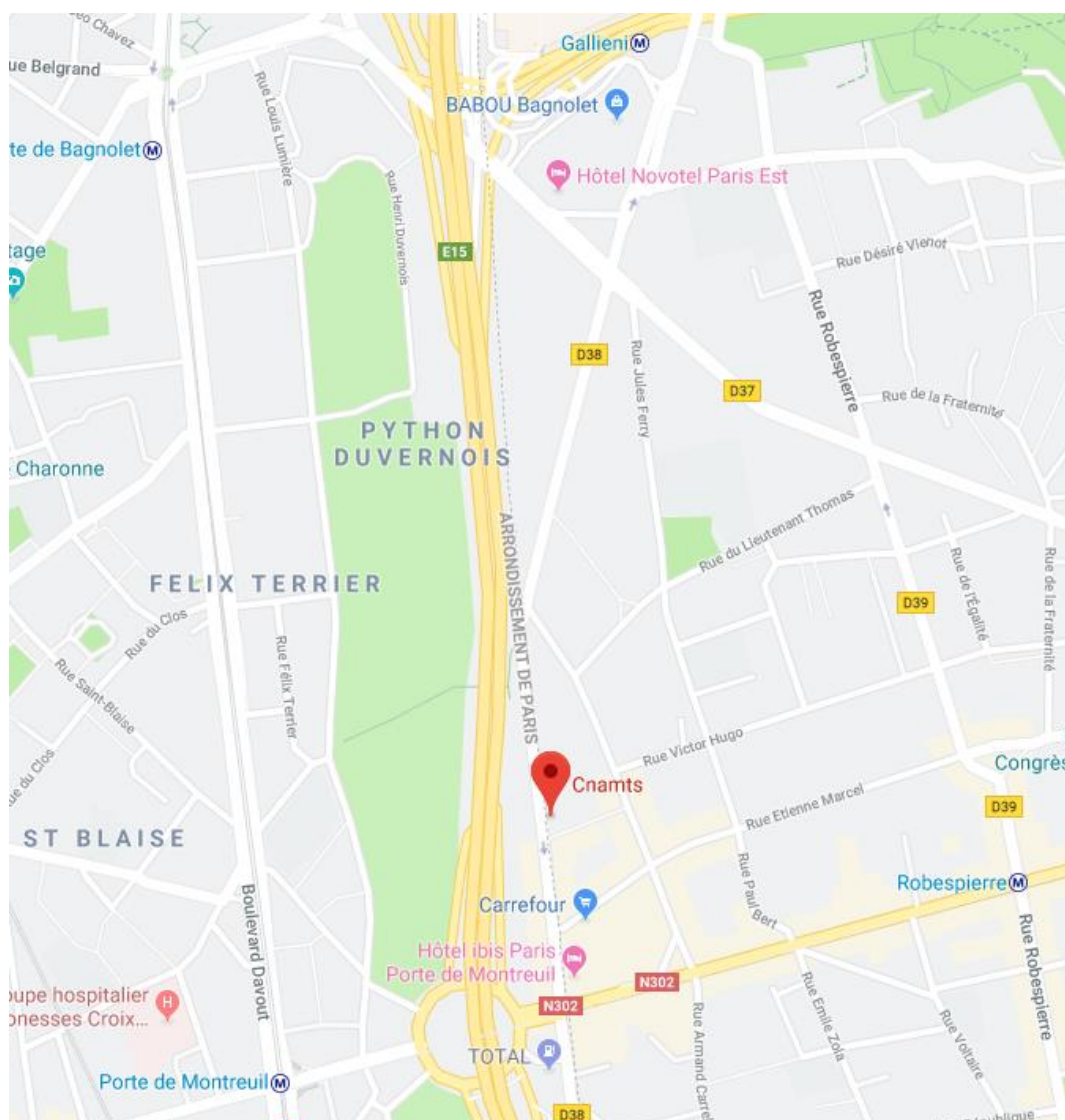 éo Chavez
ue Belgrand
Gallieni M
Rue Louis Lumière
BABOU Bagnolet
te de Bagnolet M
Hôtel Novotel Paris Est
Rue Henri Duvernois
tage
E15
Rue Désiré Vienot
Rue Robespierre
D38
Rue Jules Ferry
D37
Rue de la Fraternité
PYTHON
DUVERNOIS
Charonne
ARRONDISSEMENT DE PARIS
Rue du Lieutenant Thomas
FELIX TERRIER
Rue de l'Égalité
Rue de la Fraternité
D39
Rue du Clos
Rue Félix Terrier
Rue Saint-Blaise
Rue Victor Hugo
ue du Clos
Cnamts
Congrès
Rue Etienne Marcel
D39
ST BLAISE
Rue Paul Bert
Robespierre M
Boulevard Davout
Carrefour
Rue Robespierre
Hôtel ibis Paris
Porte de Montreuil
N302
N302
oupe hospitalier
onesses Croix...
H
Rue Emile Zola
Rue Voltaire
Rue Armand Carrel
TOTAL
Porte de Montreuil M
D38